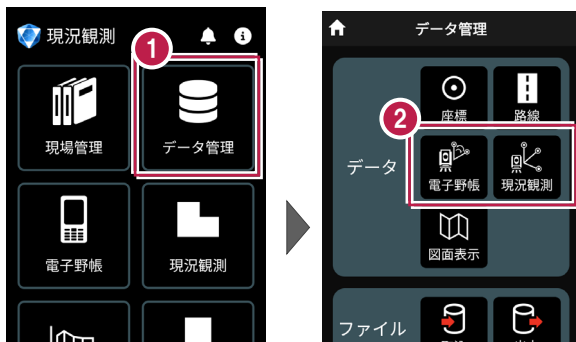 現況観測
1
現場管理
データ管理
電子野帳
現況観測
データ管理
座標
路線
2
データ
電子野帳
現況観測
図面表示
ファイル